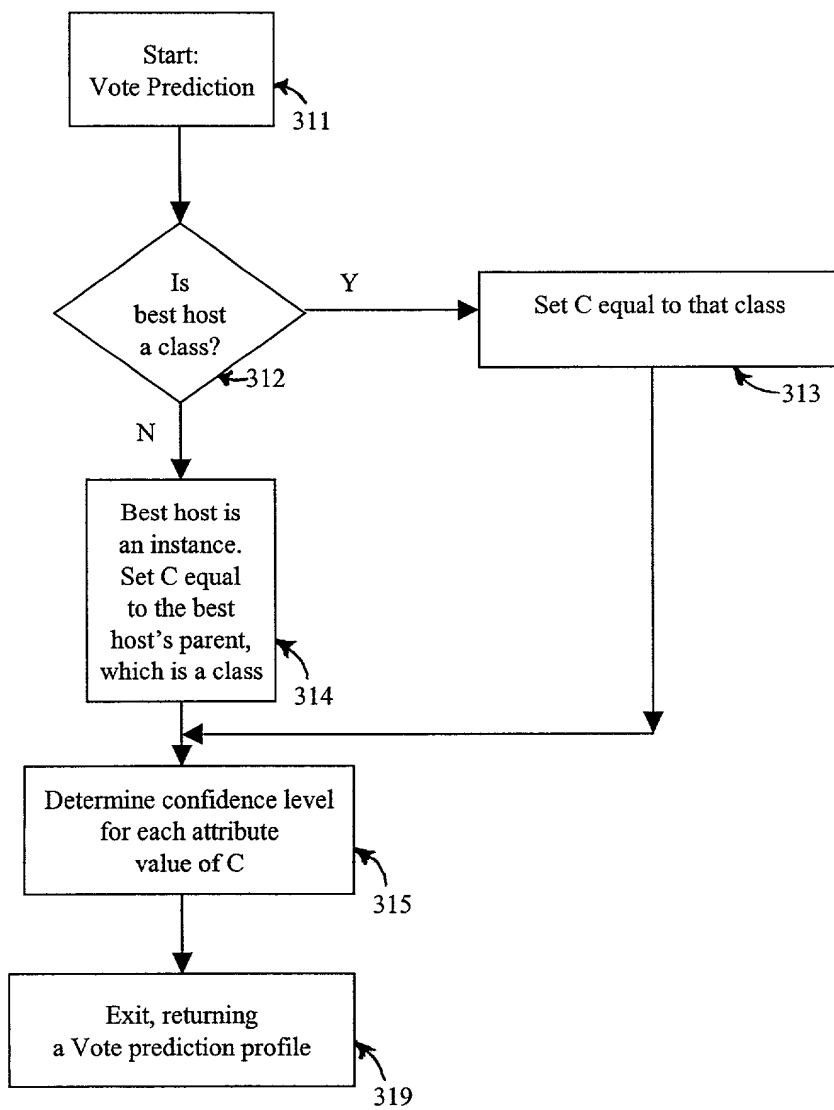 Start:
Vote Prediction
311
Is
best host
a class?
312
Y
Set C equal to that class
313
N
Best host is
an instance.
Set C equal
to the best
host's parent,
which is a class
314
Determine confidence level
for each attribute
value of C
315
Exit, returning
a Vote prediction profile
319